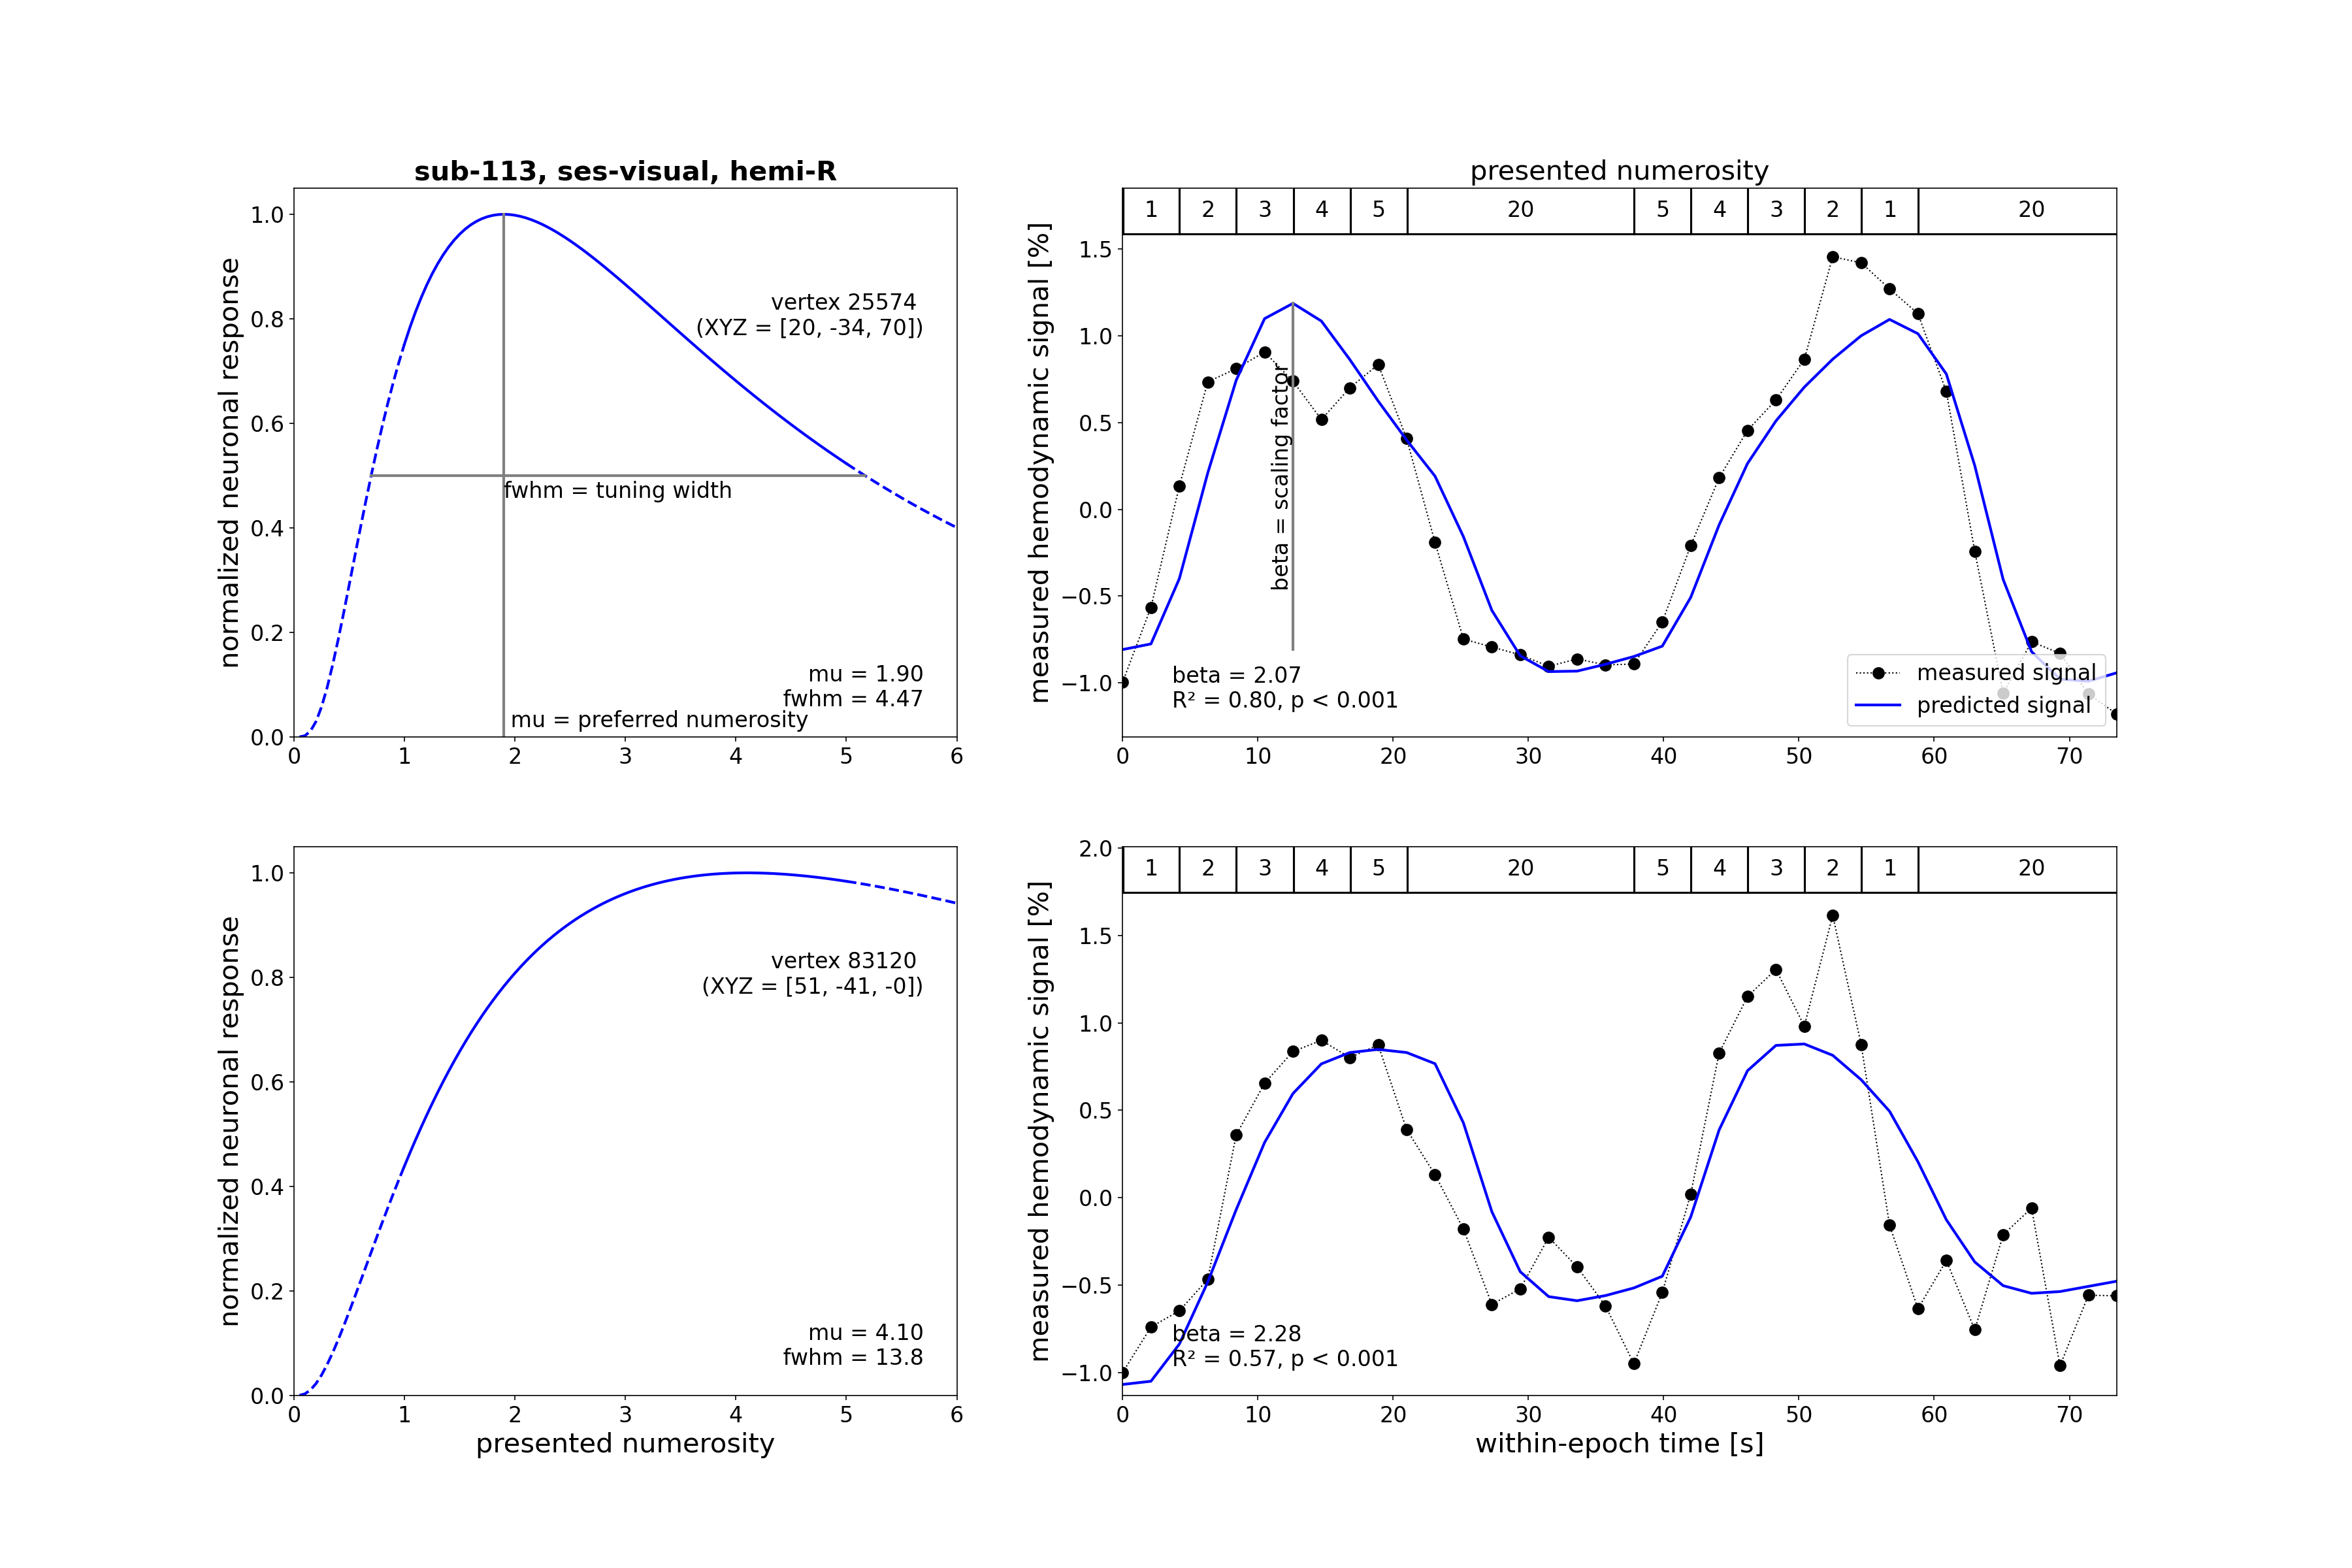 sub-113, ses-visual, hemi-R
normalized neuronal response
1.0
0.8
0.6
0.4
0.2
0.0
vertex 25574
(XYZ = [20, -34, 70])
fwhm = tuning width
mu = 1.90
fwhm = 4.47
mu = preferred numerosity
0 1 2 3 4 5 6
presented numerosity
1 2 3 4 5 20 5 4 3 2 1 20
measured hemodynamic signal [%]
1.5
1.0
0.5
0.0
−0.5
−1.0
beta = scaling factor
beta = 2.07
R² = 0.80, p < 0.001
measured signal
predicted signal
0 10 20 30 40 50 60 70
normalized neuronal response
1.0
0.8
0.6
0.4
0.2
0.0
vertex 83120
(XYZ = [51, -41, -0])
mu = 4.10
fwhm = 13.8
0 1 2 3 4 5 6
presented numerosity
1 2 3 4 5 20 5 4 3 2 1 20
measured hemodynamic signal [%]
2.0
1.5
1.0
0.5
0.0
−0.5
−1.0
beta = 2.28
R² = 0.57, p < 0.001
0 10 20 30 40 50 60 70
within-epoch time [s]